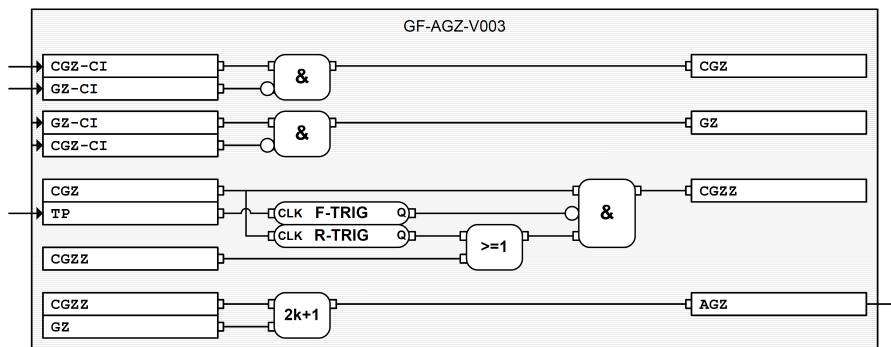 GF-AGZ-V003
CGZ-CI & CGZ
GZ-CI
GZ-CI & GZ
CGZ-CI
CGZ CGZZ
TP CLK F-TRIG Q &
CLK R-TRIG Q
>=1
CGZZ
CGZZ AGZ
2k+1
GZ